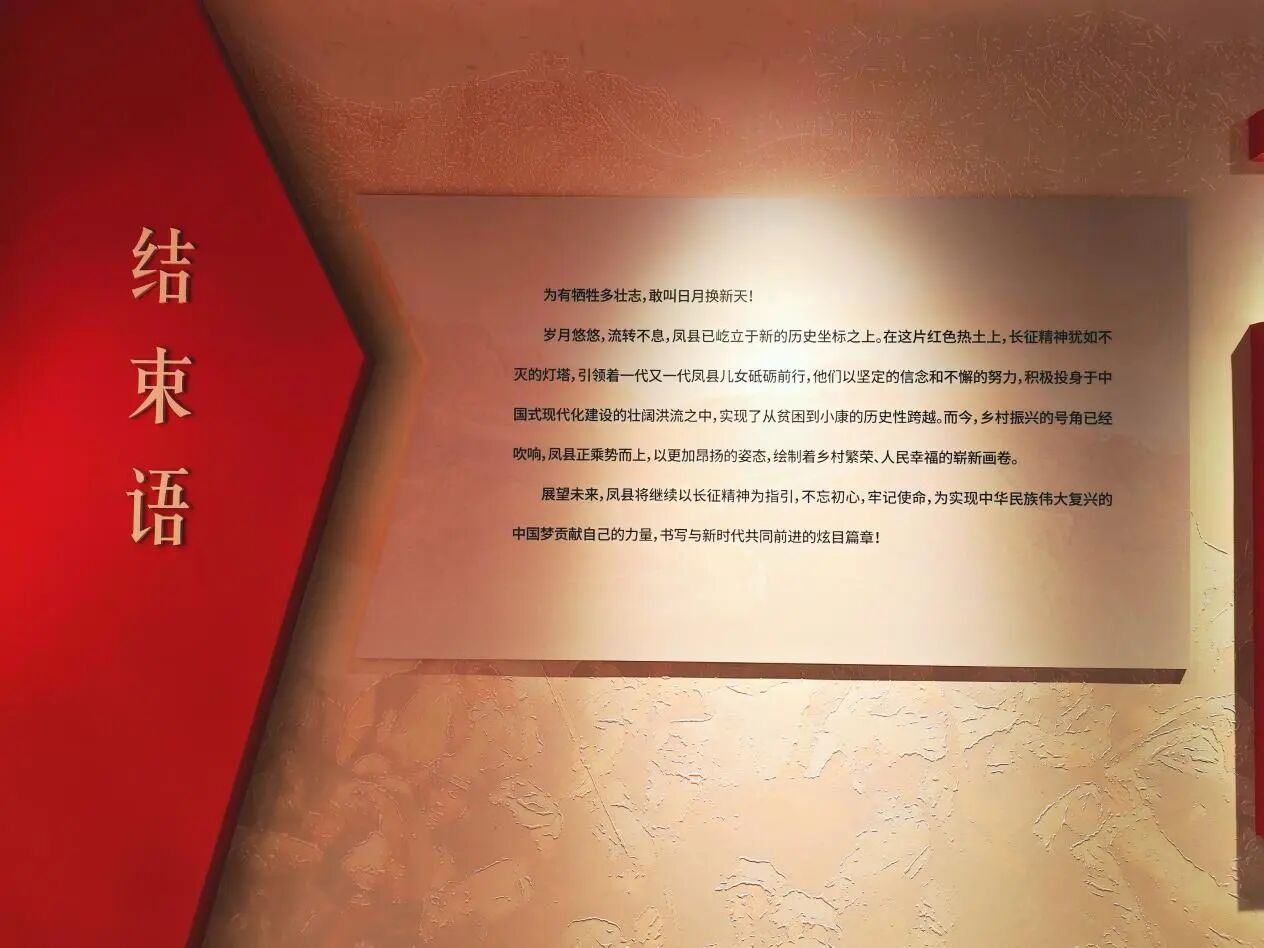 结束语
为有牺牲多壮志，敢叫日月换新天！
岁月悠悠，流转不息，凤县已屹立于新的历史坐标之上。在这片红色热土上，长征精神犹如不
灭的灯塔，引领着一代又一代凤县儿女砥砺前行，他们以坚定的信念和不懈的努力，积极投身于中
国式现代化建设的壮阔洪流之中，实现了从贫困到小康的历史性跨越。而今，乡村振兴的号角已经
吹响，凤县正乘势而上，以更加昂扬的姿态，绘制着乡村繁荣、人民幸福的崭新画卷。
展望未来，凤县将继续以长征精神为指引，不忘初心，牢记使命，为实现中华民族伟大复兴的
中国梦贡献自己的力量，书写与新时代共同前进的炫目篇章！